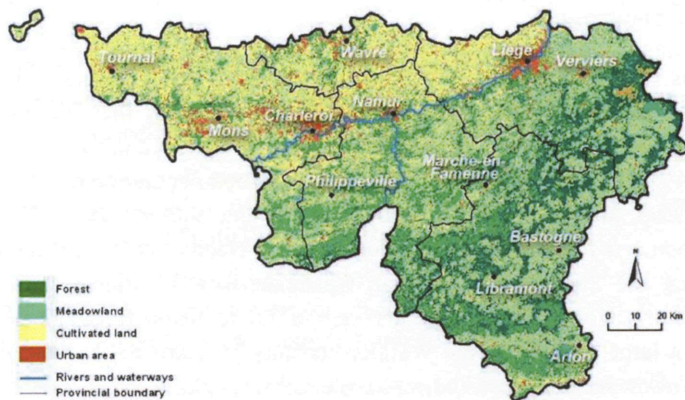 Tournai
Wavre
Liège
Verviers
Mons
Charleroi
Namur
Philippeville
Marche-en-
Famenne
Bastogne
Libramont
Arlon
N
Forest
Meadowland
Cultivated land
Urban area
Rivers and waterways
Provincial boundary
0 10 20 Km